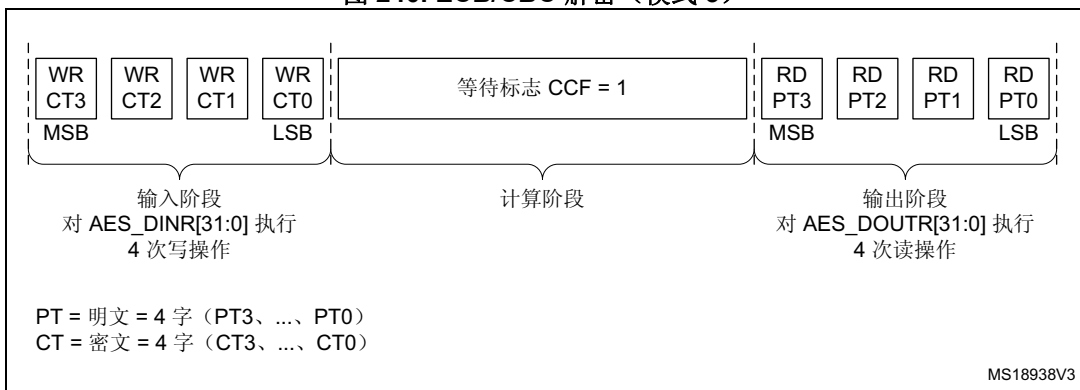 WR CT3 WR CT2 WR CT1 WR CT0 等待标志 CCF = 1 RD PT3 RD PT2 RD PT1 RD PT0
MSB LSB MSB LSB
输入阶段
对 AES_DINR[31:0] 执行
4 次写操作
计算阶段
输出阶段
对 AES_DOUTR[31:0] 执行
4 次读操作
PT = 明文 = 4 字（PT3、...、PT0）
CT = 密文 = 4 字（CT3、...、CT0）
MS18938V3